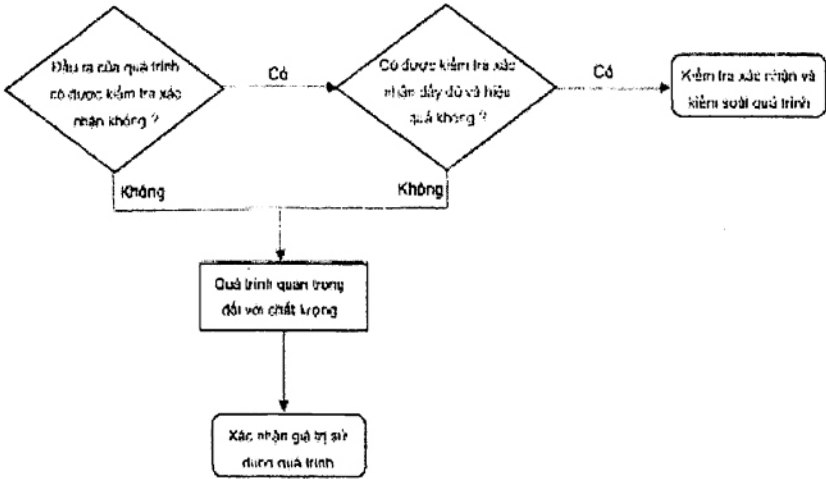 Đầu ra của quá trình
có được kiểm tra xác
nhận không ?
Có
Có được kiểm tra xác
nhận đầy đủ và hiệu
quả không ?
Có
Kiểm tra xác nhận và
kiểm soát quá trình
Không
Không
Quá trình quan trọng
đối với chất lượng
Xác nhận giá trị sử
dụng quá trình